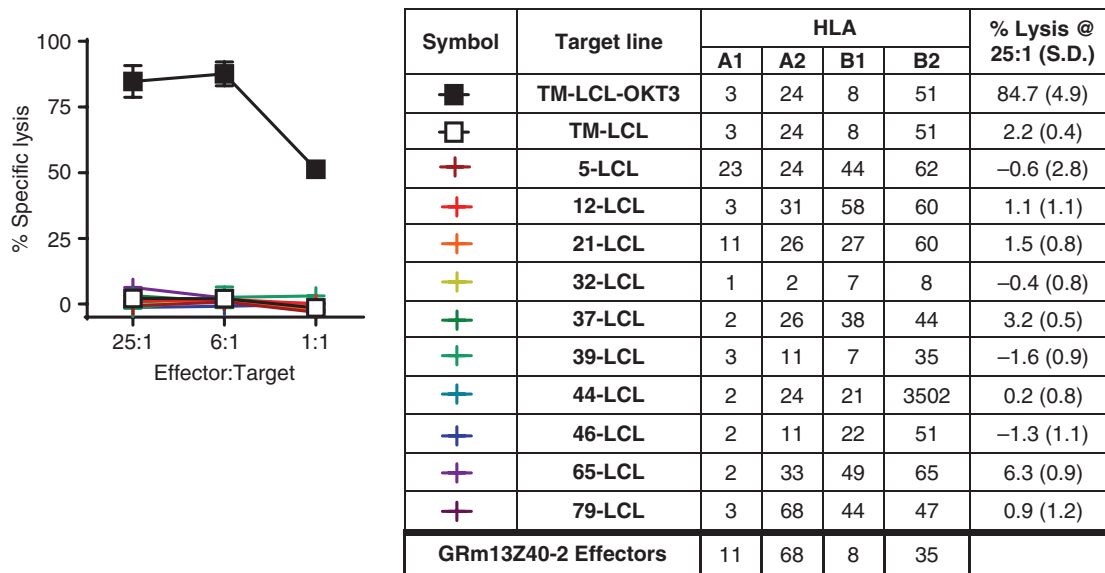 100
75
50
25
0
% Specific lysis
25:1 6:1 1:1
Effector:Target
Symbol Target line HLA % Lysis @ 25:1 (S.D.)
A1 A2 B1 B2
TM-LCL-OKT3 3 24 8 51 84.7 (4.9)
TM-LCL 3 24 8 51 2.2 (0.4)
5-LCL 23 24 44 62 –0.6 (2.8)
12-LCL 3 31 58 60 1.1 (1.1)
21-LCL 11 26 27 60 1.5 (0.8)
32-LCL 1 2 7 8 –0.4 (0.8)
37-LCL 2 26 38 44 3.2 (0.5)
39-LCL 3 11 7 35 –1.6 (0.9)
44-LCL 2 24 21 3502 0.2 (0.8)
46-LCL 2 11 22 51 –1.3 (1.1)
65-LCL 2 33 49 65 6.3 (0.9)
79-LCL 3 68 44 47 0.9 (1.2)
GRm13Z40-2 Effectors 11 68 8 35